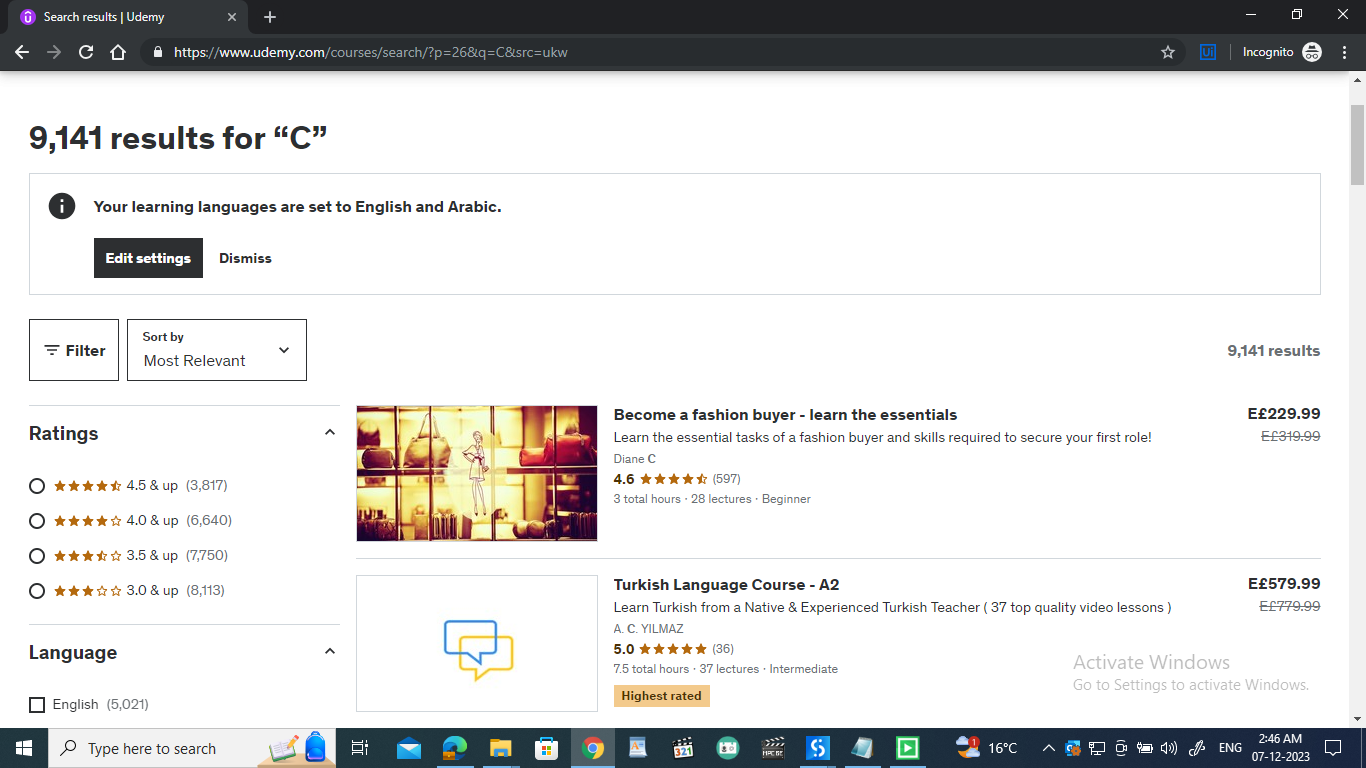 Search results | Udemy
https://www.udemy.com/courses/search/?p=26&q=C&src=ukw
Ui
Incognito
9,141 results for “C”
Your learning languages are set to English and Arabic.
Edit settings
Dismiss
Filter
Sort by
Most Relevant
9,141 results
Ratings
4.5 & up (3,817)
4.0 & up (6,640)
3.5 & up (7,750)
3.0 & up (8,113)
Language
English (5,021)
Become a fashion buyer - learn the essentials
E£229.99
Learn the essential tasks of a fashion buyer and skills required to secure your first role!
E£319.99
Diane C
4.6 (597)
3 total hours · 28 lectures · Beginner
Turkish Language Course - A2
E£579.99
Learn Turkish from a Native & Experienced Turkish Teacher ( 37 top quality video lessons )
E£779.99
A. C. YILMAZ
5.0 (36)
7.5 total hours · 37 lectures · Intermediate
Highest rated
Activate Windows
Go to Settings to activate Windows.
Type here to search
321
1
16°C
ENG
2:46 AM
07-12-2023